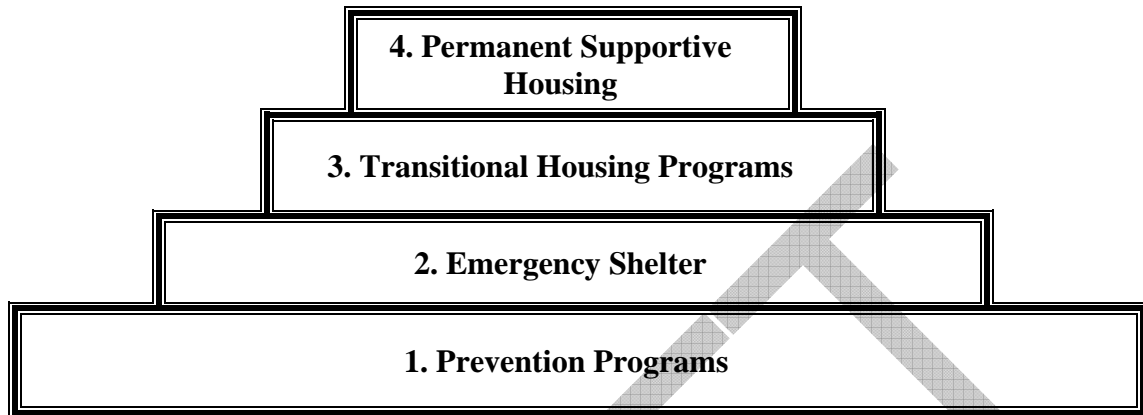 4. Permanent Supportive
Housing
3. Transitional Housing Programs
2. Emergency Shelter
1. Prevention Programs